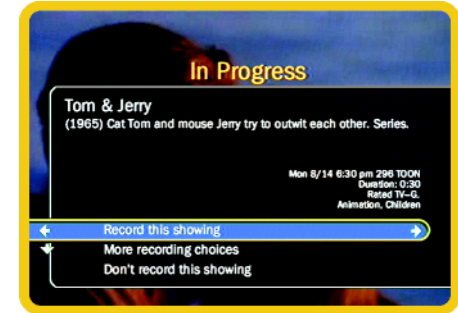 In Progress
Tom & Jerry
(1965) Cat Tom and mouse Jerry try to outwit each other. Series.
Mon 8/14 6:30 pm 296 TOON
Duration: 0:30
Rated TV-G.
Animation, Children
Record this showing
More recording choices
Don't record this showing